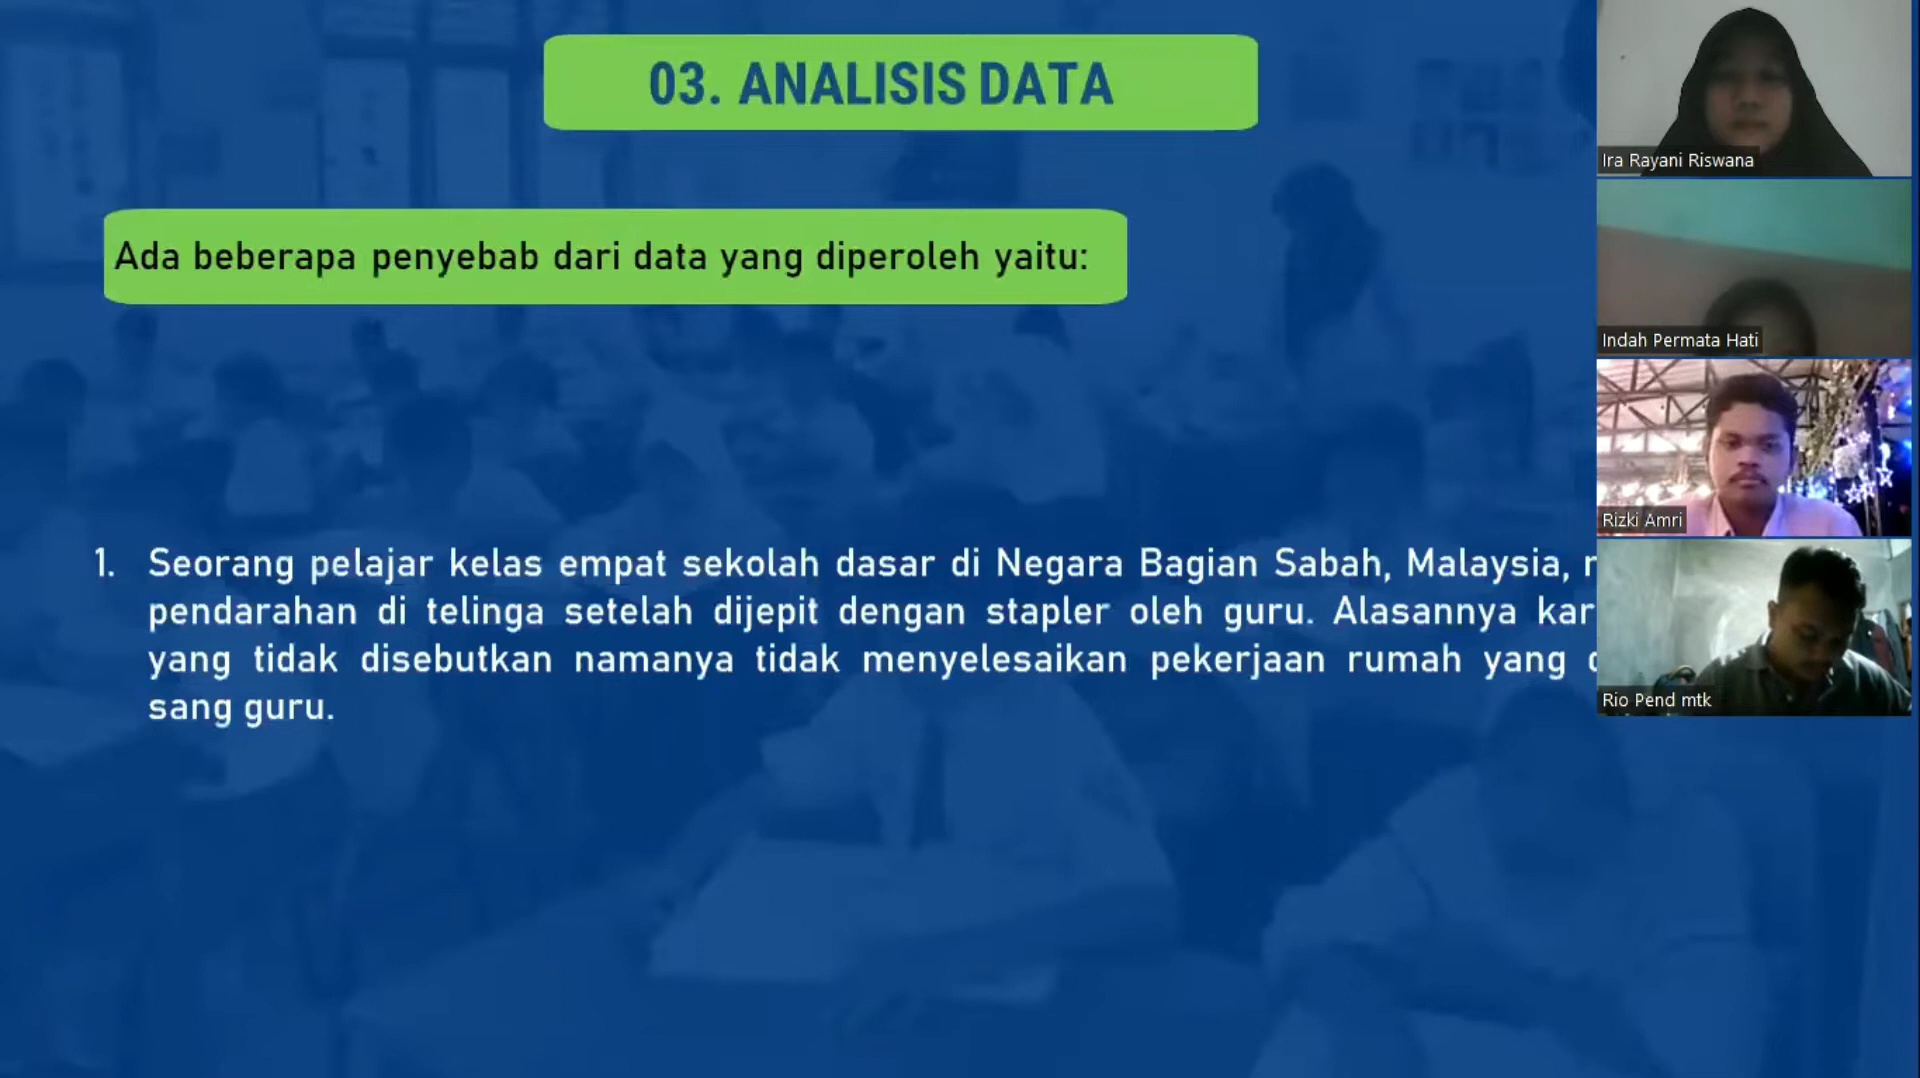 03. ANALISIS DATA
Ada beberapa penyebab dari data yang diperoleh yaitu:
1. Seorang pelajar kelas empat sekolah dasar di Negara Bagian Sabah, Malaysia,
pendarahan di telinga setelah dijepit dengan stapler oleh guru. Alasannya
yang tidak disebutkan namanya tidak menyelesaikan pekerjaan rumah yang
sang guru.
Ira Rayani Riswana
Indah Permata Hati
Rizki Amri
Rio Pend mtk